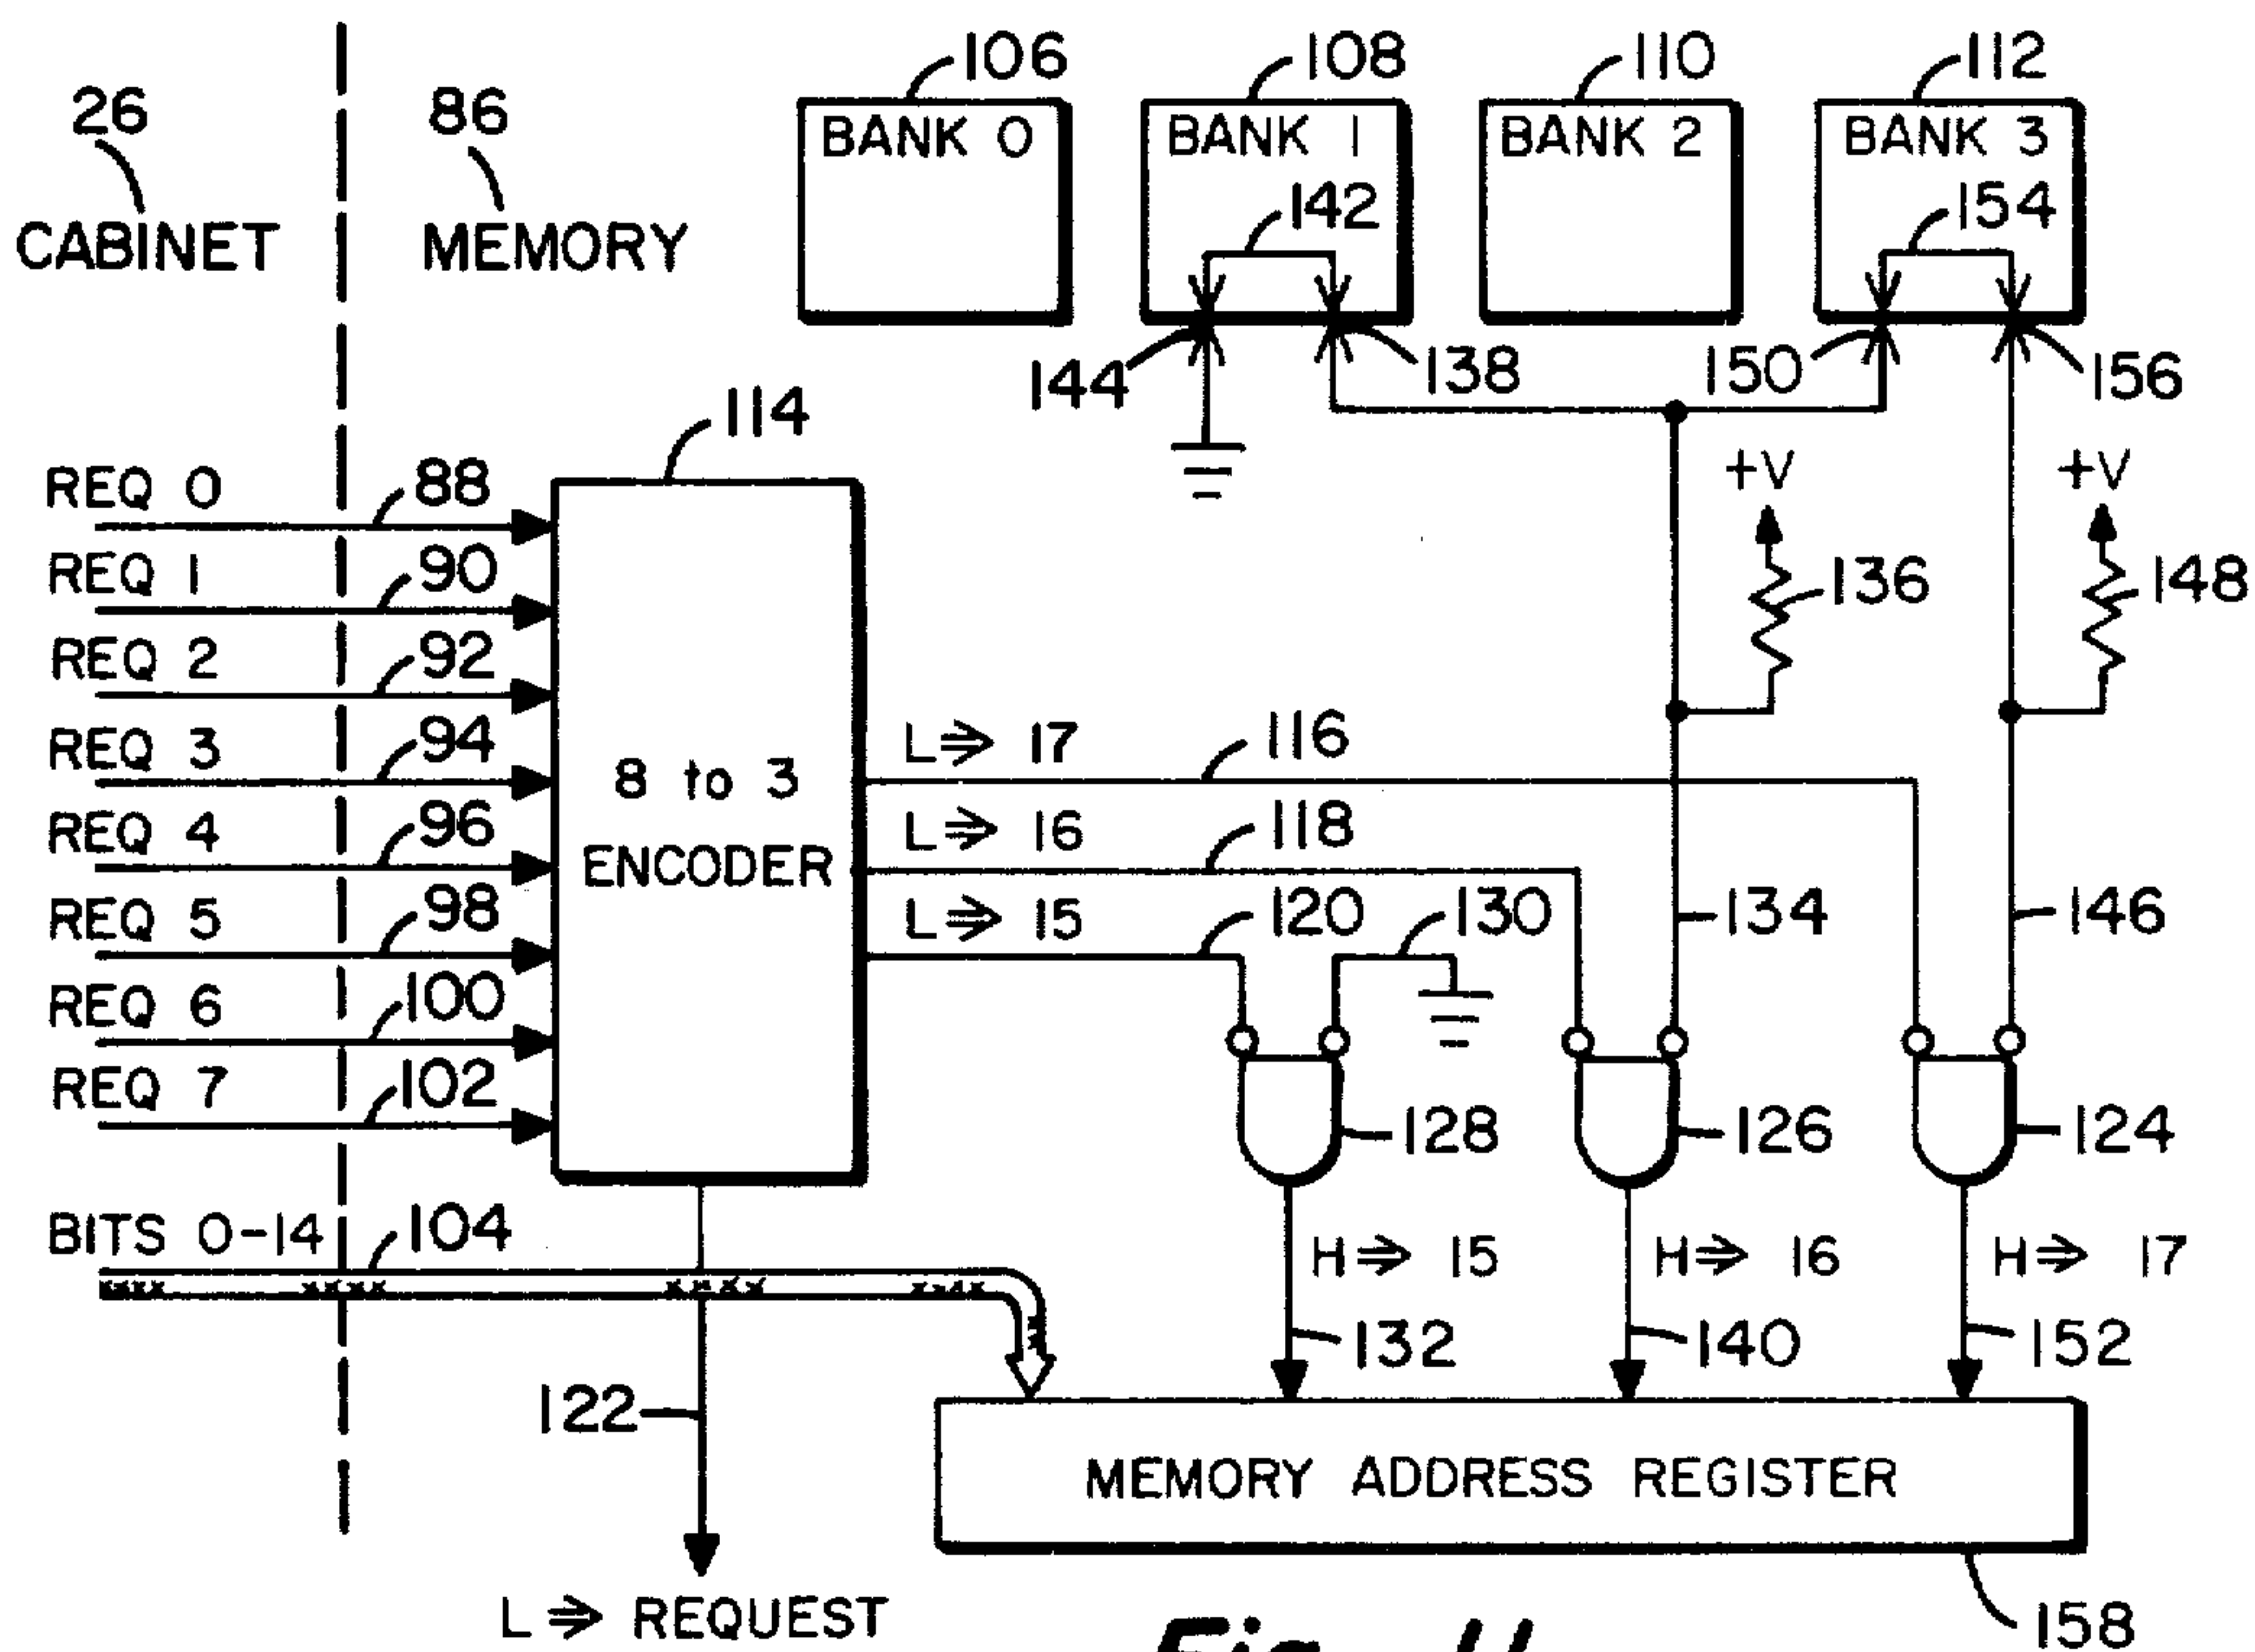 106
108
110
112
26
86
BANK 0
BANK 1
BANK 2
BANK 3
142
154
CABINET
MEMORY
144
138
150
156
114
+V
+V
REQ 0
88
REQ 1
90
136
148
REQ 2
92
REQ 3
94
L⇒ 17
116
8 to 3
ENCODER
REQ 4
96
L⇒ 16
118
REQ 5
98
L⇒ 15
120
130
134
146
REQ 6
100
REQ 7
102
128
126
124
BITS 0-14
104
H⇒ 15
H⇒ 16
H⇒ 17
132
140
152
122
MEMORY ADDRESS REGISTER
L⇒ REQUEST
158